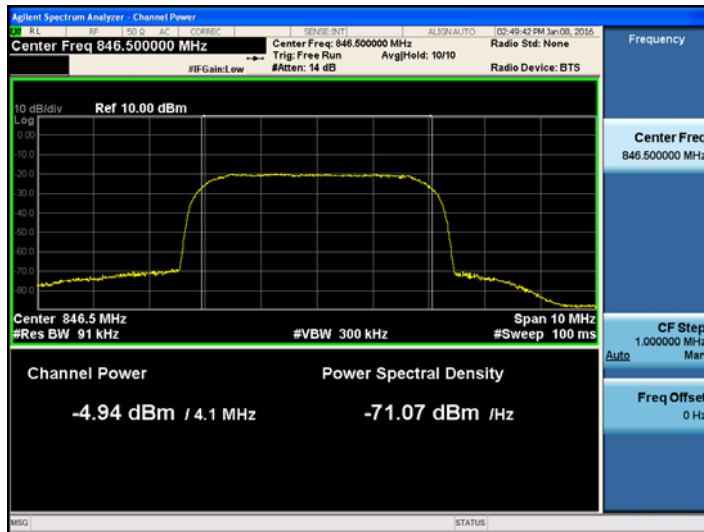 Agilent Spectrum Analyzer - Channel Power
RL RF 50 Ω AC CORREC SENSE:INT ALIGN AUTO 02:49:42 PM Jan 08, 2016
Center Freq 846.500000 MHz
Center Freq: 846.500000 MHz Radio Std: None
Trig: Free Run Avg|Hold: 10/10
#IFGain:Low #Atten: 14 dB Radio Device: BTS
10 dB/div Ref 10.00 dBm
Log
0.00
-10.0
-20.0
-30.0
-40.0
-50.0
-60.0
-70.0
-80.0
Center 846.5 MHz Span 10 MHz
#Res BW 91 kHz #VBW 300 kHz #Sweep 100 ms
Channel Power Power Spectral Density
-4.94 dBm / 4.1 MHz -71.07 dBm /Hz
Frequency
Center Freq
846.500000 MHz
CF Step
1.000000 MHz
Auto Man
Freq Offset
0 Hz
MSG STATUS